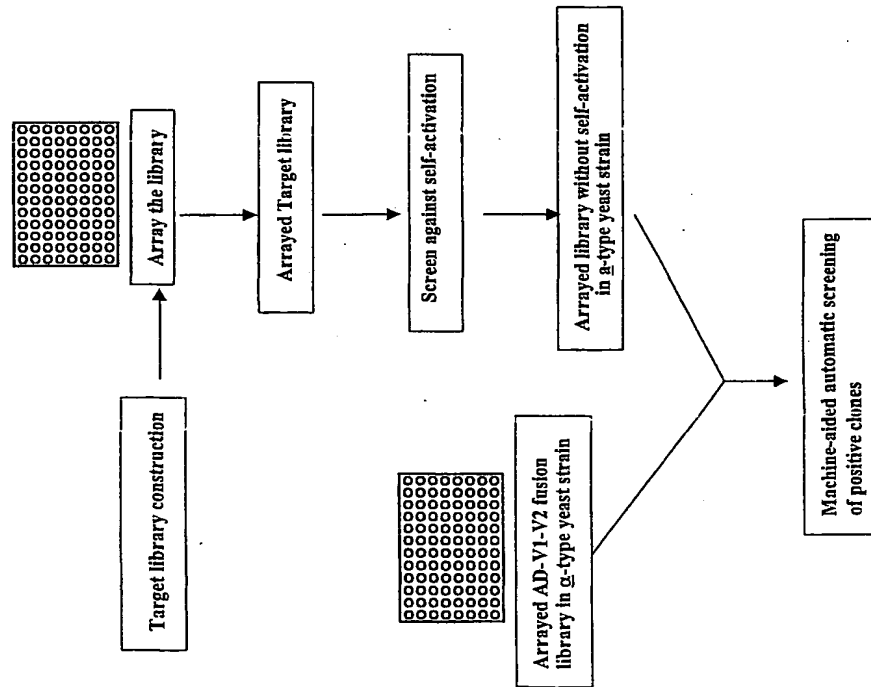 Target library construction
Array the library
Arrayed Target library
Screen against self-activation
Arrayed library without self-activation
in a-type yeast strain
Arrayed AD-V1-V2 fusion
library in α-type yeast strain
Machine-aided automatic screening
of positive clones